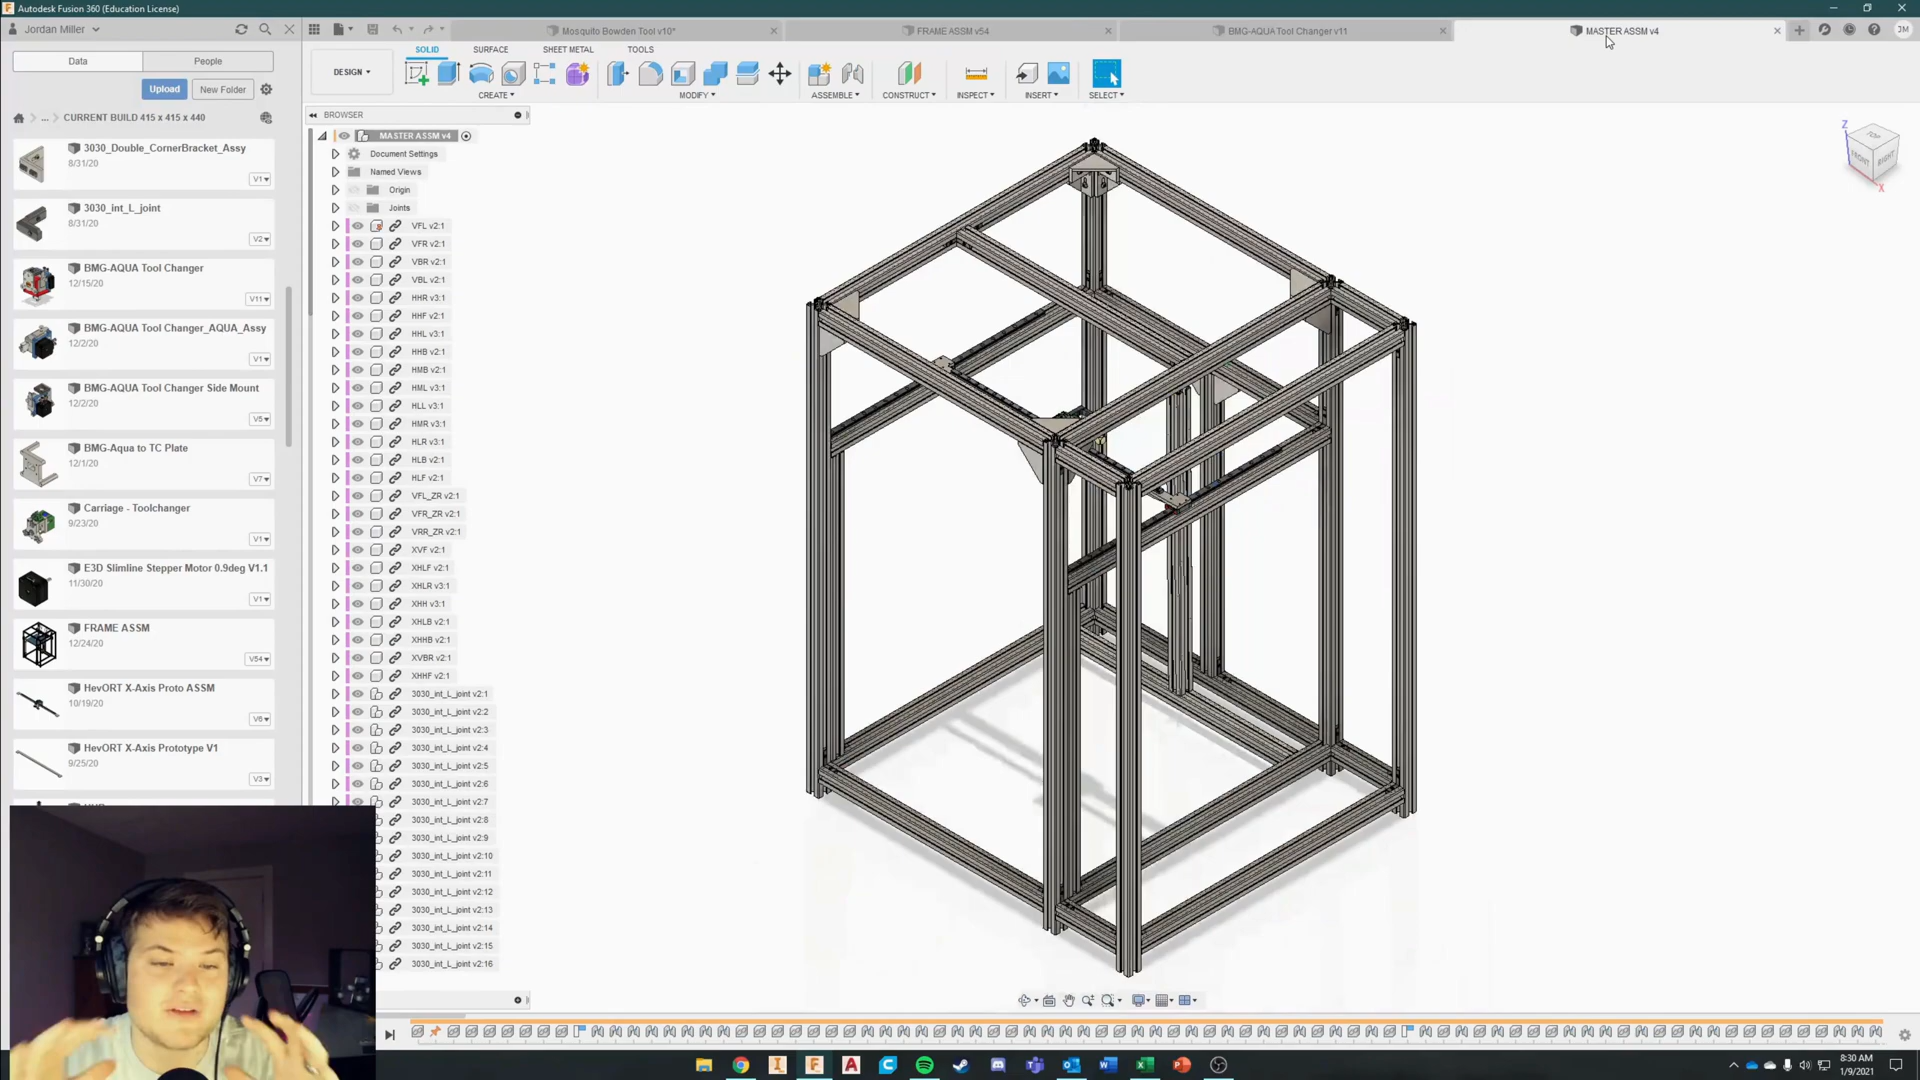 Autodesk Fusion 360 (Education License)
Jordan Miller
Mosquito Bowden Tool v10*
FRAME ASSM v54
BMG-AQUA Tool Changer v11
MASTER ASSM v4
JM
Data
People
Upload
New Folder
... CURRENT BUILD 415 x 415 x 440
3030_Double_CornerBracket_Assy
8/31/20
V1
3030_int_L_joint
8/31/20
V2
BMG-AQUA Tool Changer
12/15/20
V11
BMG-AQUA Tool Changer_AQUA_Assy
12/2/20
V1
BMG-AQUA Tool Changer Side Mount
12/2/20
V5
BMG-Aqua to TC Plate
12/1/20
V7
Carriage - Toolchanger
9/23/20
V1
E3D Slimline Stepper Motor 0.9deg V1.1
11/30/20
V1
FRAME ASSM
12/24/20
V54
HevORT X-Axis Proto ASSM
10/19/20
V6
HevORT X-Axis Prototype V1
9/25/20
V3
SOLID
SURFACE
SHEET METAL
TOOLS
DESIGN
CREATE
MODIFY
ASSEMBLE
CONSTRUCT
INSPECT
INSERT
SELECT
BROWSER
MASTER ASSM v4
Document Settings
Named Views
Origin
Joints
VFL v2:1
VFR v2:1
VBR v2:1
VBL v2:1
HHR v3:1
HHF v2:1
HHL v3:1
HHB v2:1
HMB v2:1
HML v3:1
HLL v3:1
HMR v3:1
HLR v3:1
HLB v2:1
HLF v2:1
VFL_ZR v2:1
VFR_ZR v2:1
VRR_ZR v2:1
XVF v2:1
XHLF v2:1
XHLR v3:1
XHH v3:1
XHLB v2:1
XHHB v2:1
XVBR v2:1
XHHF v2:1
3030_int_L_joint v2:1
3030_int_L_joint v2:2
3030_int_L_joint v2:3
3030_int_L_joint v2:4
3030_int_L_joint v2:5
3030_int_L_joint v2:6
3030_int_L_joint v2:7
3030_int_L_joint v2:8
3030_int_L_joint v2:9
3030_int_L_joint v2:10
3030_int_L_joint v2:11
3030_int_L_joint v2:12
3030_int_L_joint v2:13
3030_int_L_joint v2:14
3030_int_L_joint v2:15
3030_int_L_joint v2:16
Z
TOP
FRONT
RIGHT
X
8:30 AM
1/9/2021